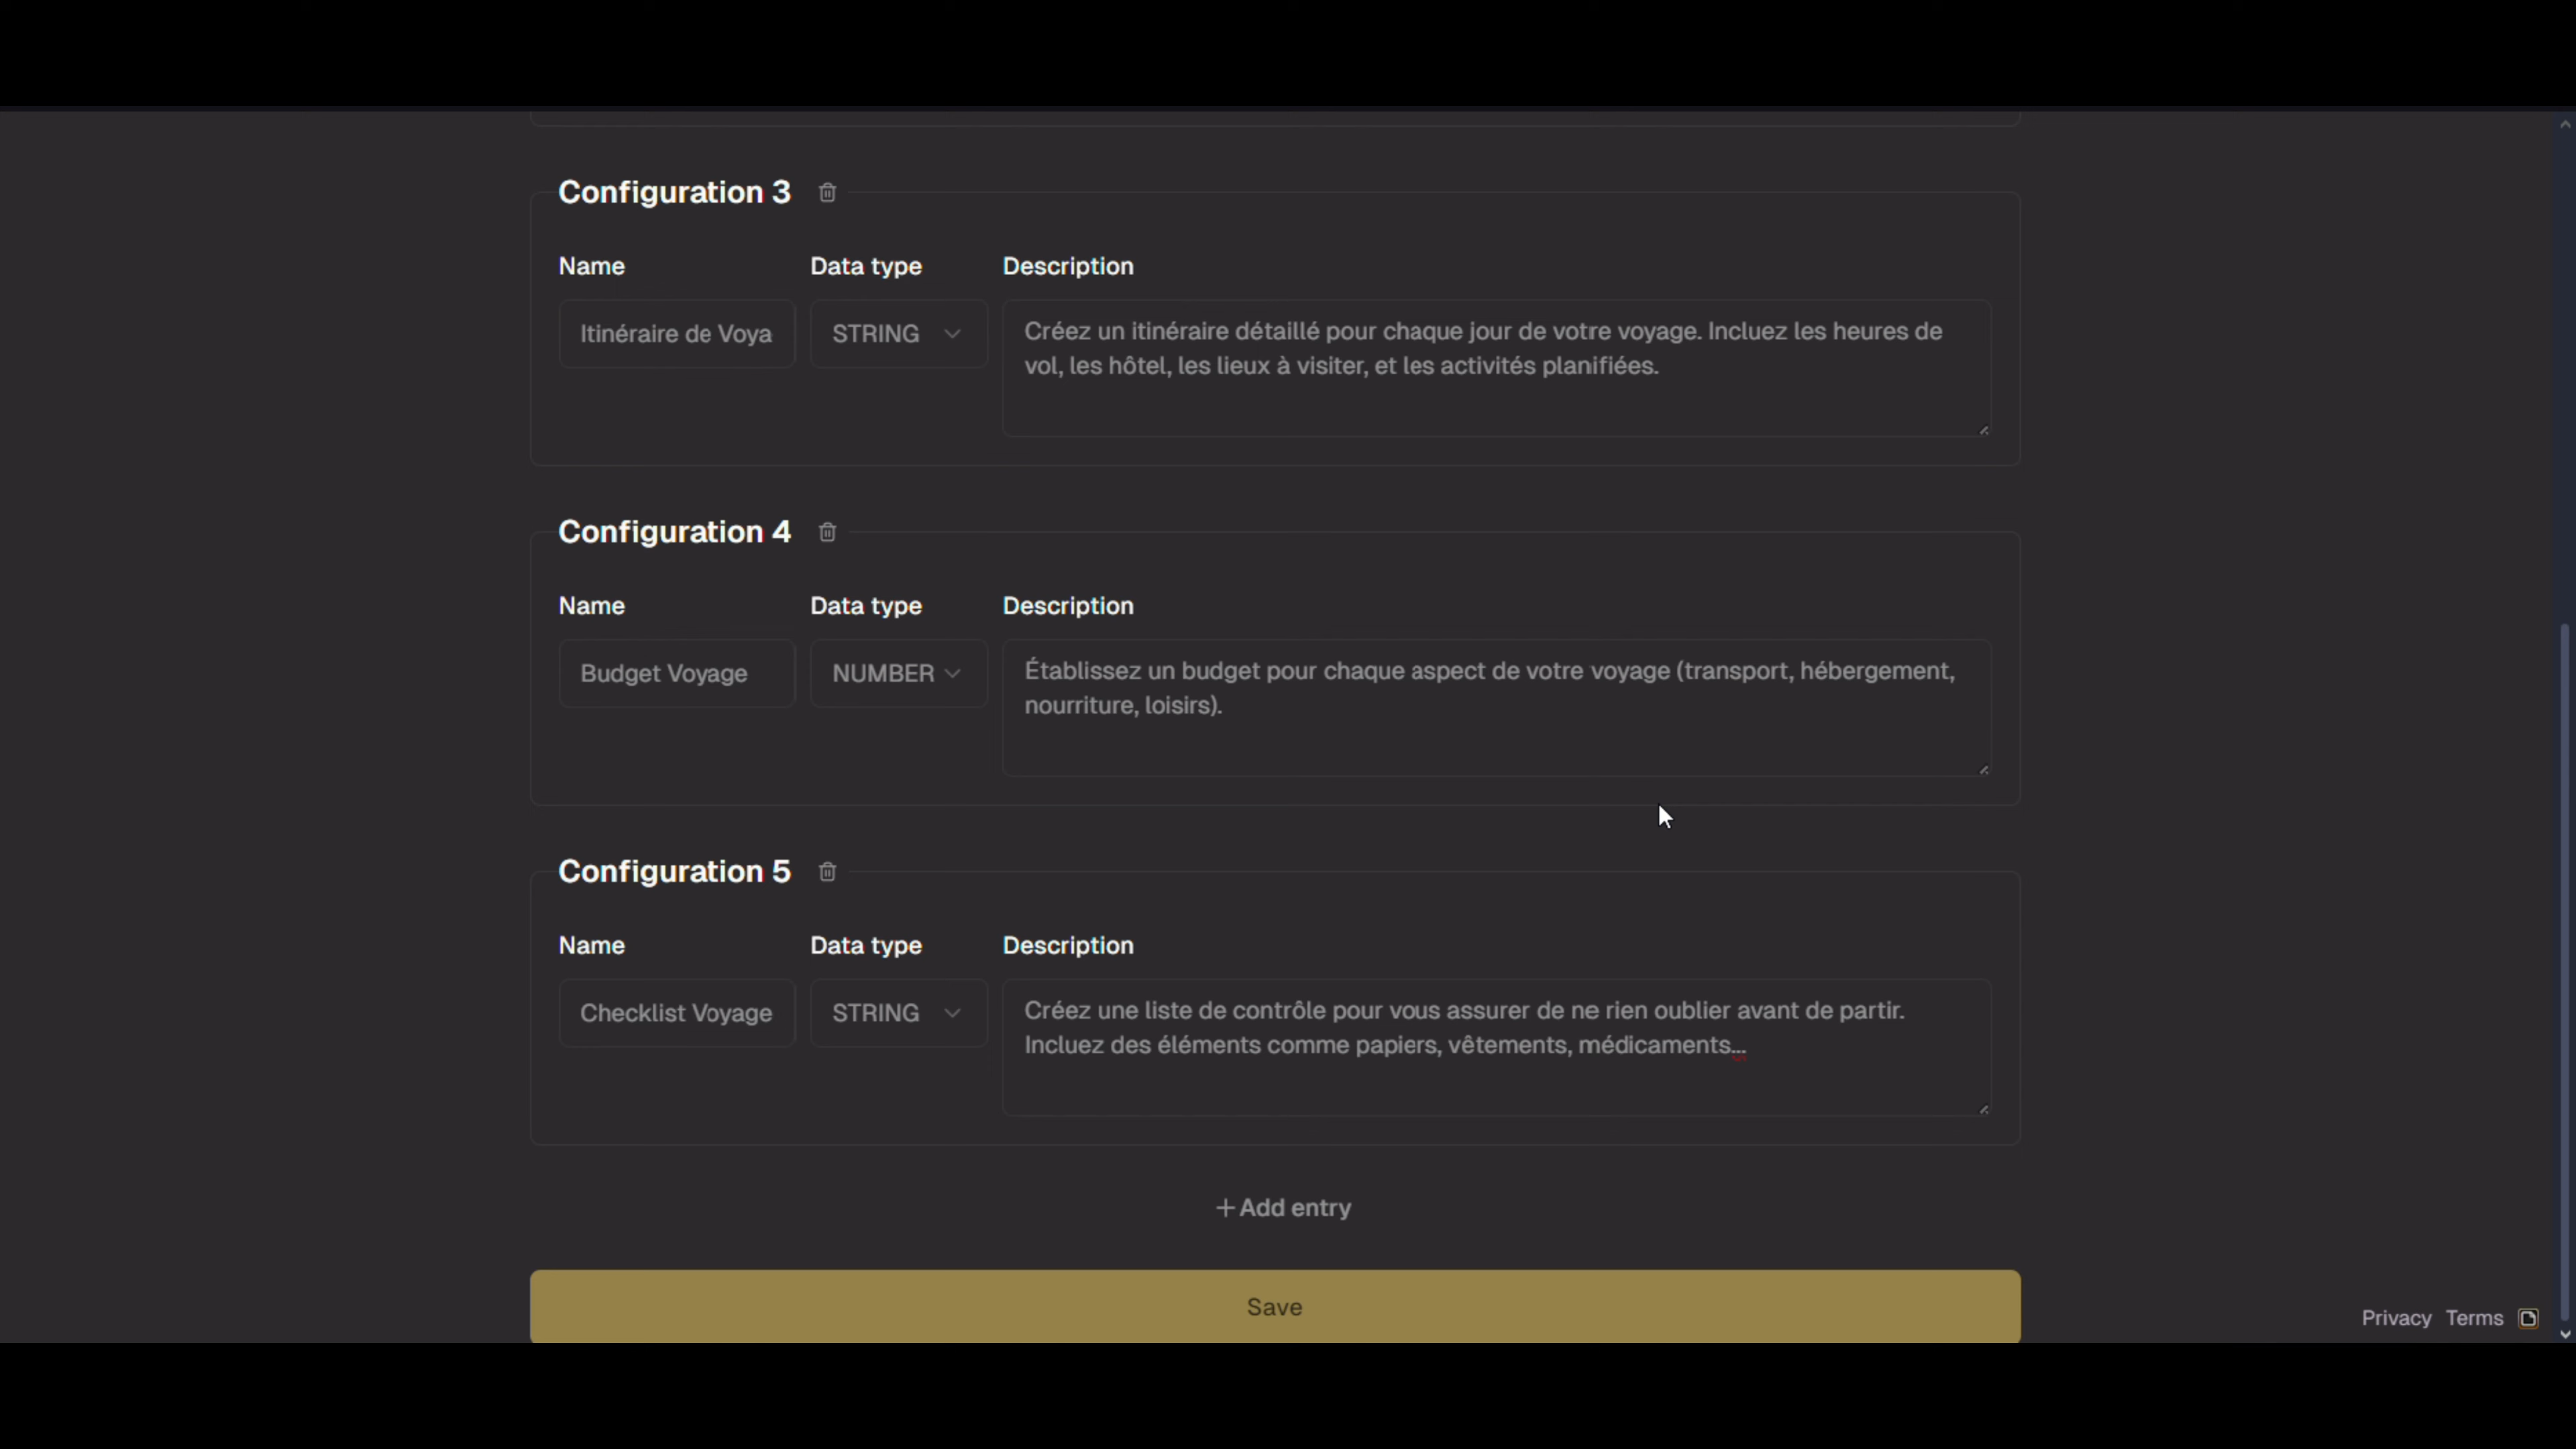 Configuration 3
Name Data type Description
Itinéraire de Voya STRING Créez un itinéraire détaillé pour chaque jour de votre voyage. Incluez les heures de
vol, les hôtel, les lieux à visiter, et les activités planifiées.
Configuration 4
Name Data type Description
Budget Voyage NUMBER Établissez un budget pour chaque aspect de votre voyage (transport, hébergement,
nourriture, loisirs).
Configuration 5
Name Data type Description
Checklist Voyage STRING Créez une liste de contrôle pour vous assurer de ne rien oublier avant de partir.
Incluez des éléments comme papiers, vêtements, médicaments...
+ Add entry
Save
Privacy Terms